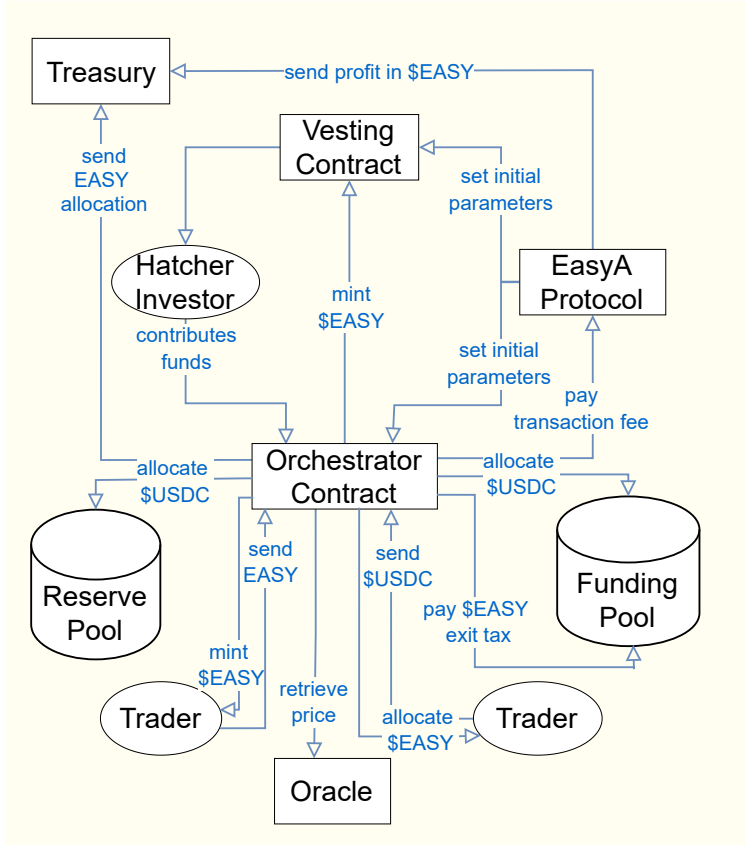 Treasury
send profit in $EASY
Vesting
Contract
send
EASY
allocation
set initial
parameters
Hatcher
Investor
EasyA
Protocol
mint
$EASY
contributes
funds
set initial
parameters
pay
transaction fee
Orchestrator
Contract
allocate
$USDC
allocate
$USDC
send
EASY
send
$USDC
Reserve
Pool
Funding
Pool
pay $EASY
exit tax
mint
$EASY
retrieve
price
Trader
allocate
$EASY
Trader
Oracle